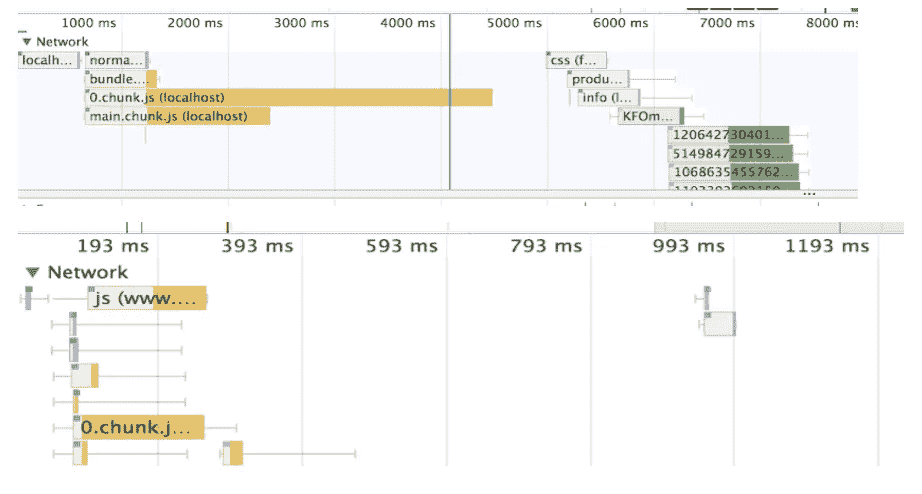 1000 ms 2000 ms 3000 ms 4000 ms 5000 ms 6000 ms 7000 ms 8000 ms
▼ Network
localh... norma... css (f...
bundle... produ...
0.chunk.js (localhost) info (l...
main.chunk.js (localhost) KFOm...
120642730401...
514984729159...
1068635455762...
...
193 ms 393 ms 593 ms 793 ms 993 ms 1193 ms
▼ Network
js (www....
0.chunk.j...